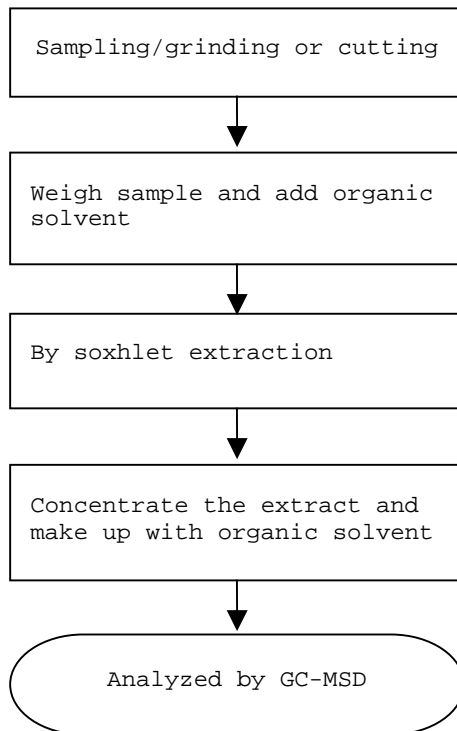 Sampling/grinding or cutting
Weigh sample and add organic
solvent
By soxhlet extraction
Concentrate the extract and
make up with organic solvent
Analyzed by GC-MSD